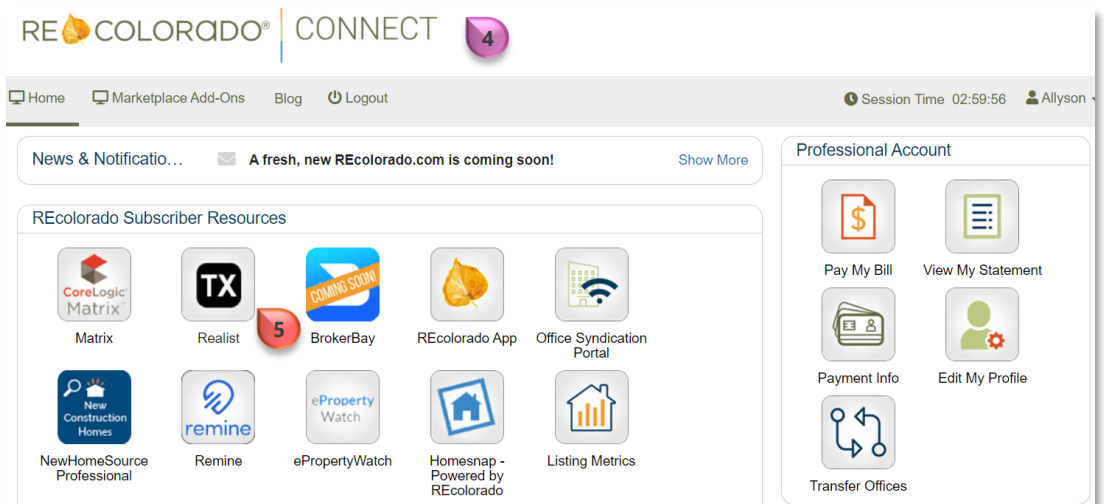 RECOLORADO® CONNECT
4
Home Marketplace Add-Ons Blog Logout Session Time 02:59:56 Allyson
News & Notificatio... A fresh, new REcolorado.com is coming soon! Show More
Professional Account
Pay My Bill View My Statement
Payment Info Edit My Profile
Transfer Offices
REcolorado Subscriber Resources
CoreLogic
Matrix™
TX
COMING SOON!
5
Matrix Realist BrokerBay REcolorado App Office Syndication
Portal
New
Construction
Homes
remine
eProperty
Watch
NewHomeSource
Professional
Remine
ePropertyWatch
Homesnap -
Powered by
REcolorado
Listing Metrics